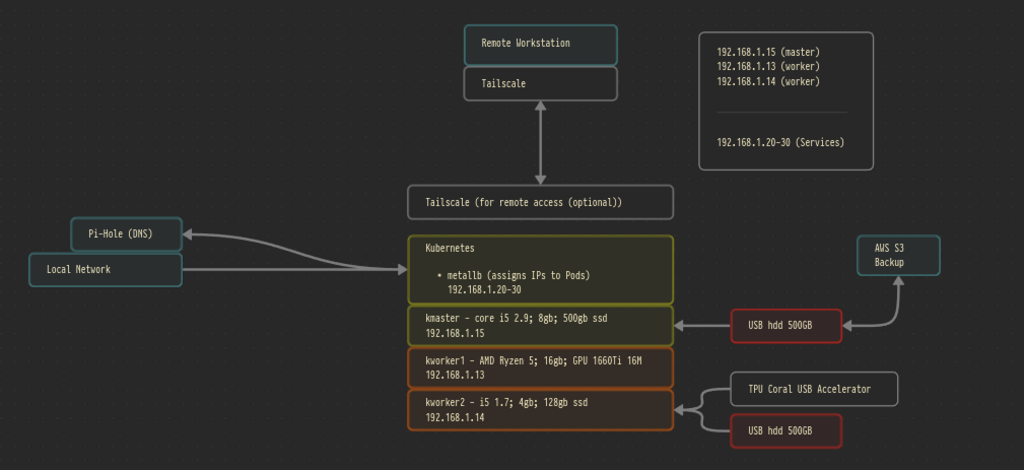 Remote Workstation
Tailscale
192.168.1.15 (master)
192.168.1.13 (worker)
192.168.1.14 (worker)
192.168.1.20-30 (Services)
Tailscale (for remote access (optional))
Pi-Hole (DNS)
Local Network
Kubernetes
• metallb (assigns IPs to Pods)
192.168.1.20-30
kmaster - core i5 2.9; 8gb; 500gb ssd
192.168.1.15
kworker1 - AMD Ryzen 5; 16gb; GPU 1660Ti 16M
192.168.1.13
kworker2 - i5 1.7; 4gb; 128gb ssd
192.168.1.14
AWS S3
Backup
USB hdd 500GB
TPU Coral USB Accelerator
USB hdd 500GB